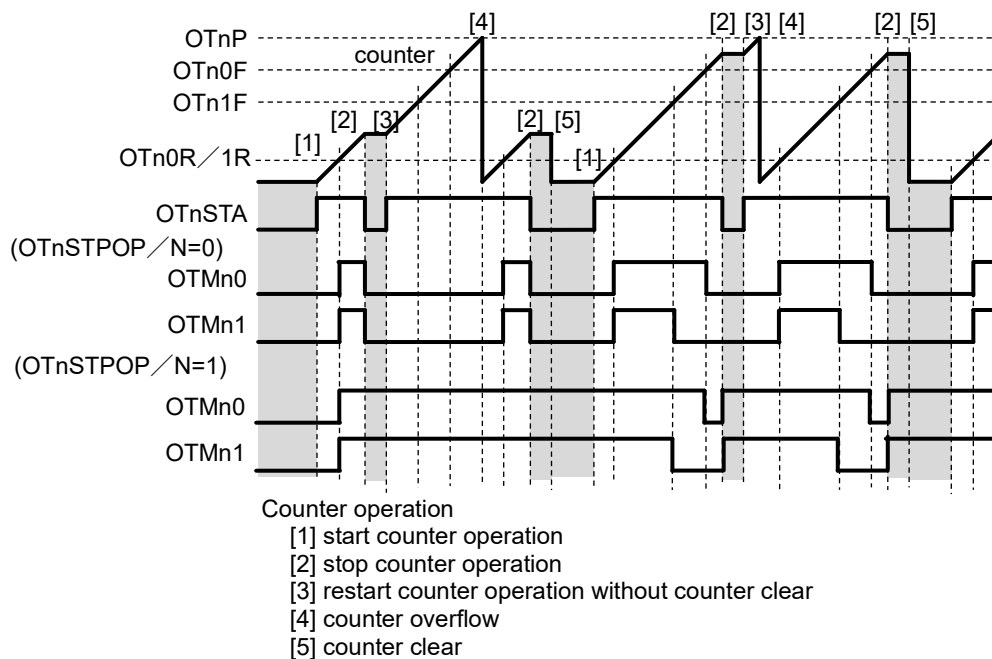 [4] [2] [3] [4] [2] [5]
OTnP
OTn0F counter
OTn1F
[2] [3] [2] [5]
[1] [1]
OTn0R／1R
OTnSTA
(OTnSTPOP／N=0)
OTMn0
OTMn1
(OTnSTPOP／N=1)
OTMn0
OTMn1
Counter operation
[1] start counter operation
[2] stop counter operation
[3] restart counter operation without counter clear
[4] counter overflow
[5] counter clear